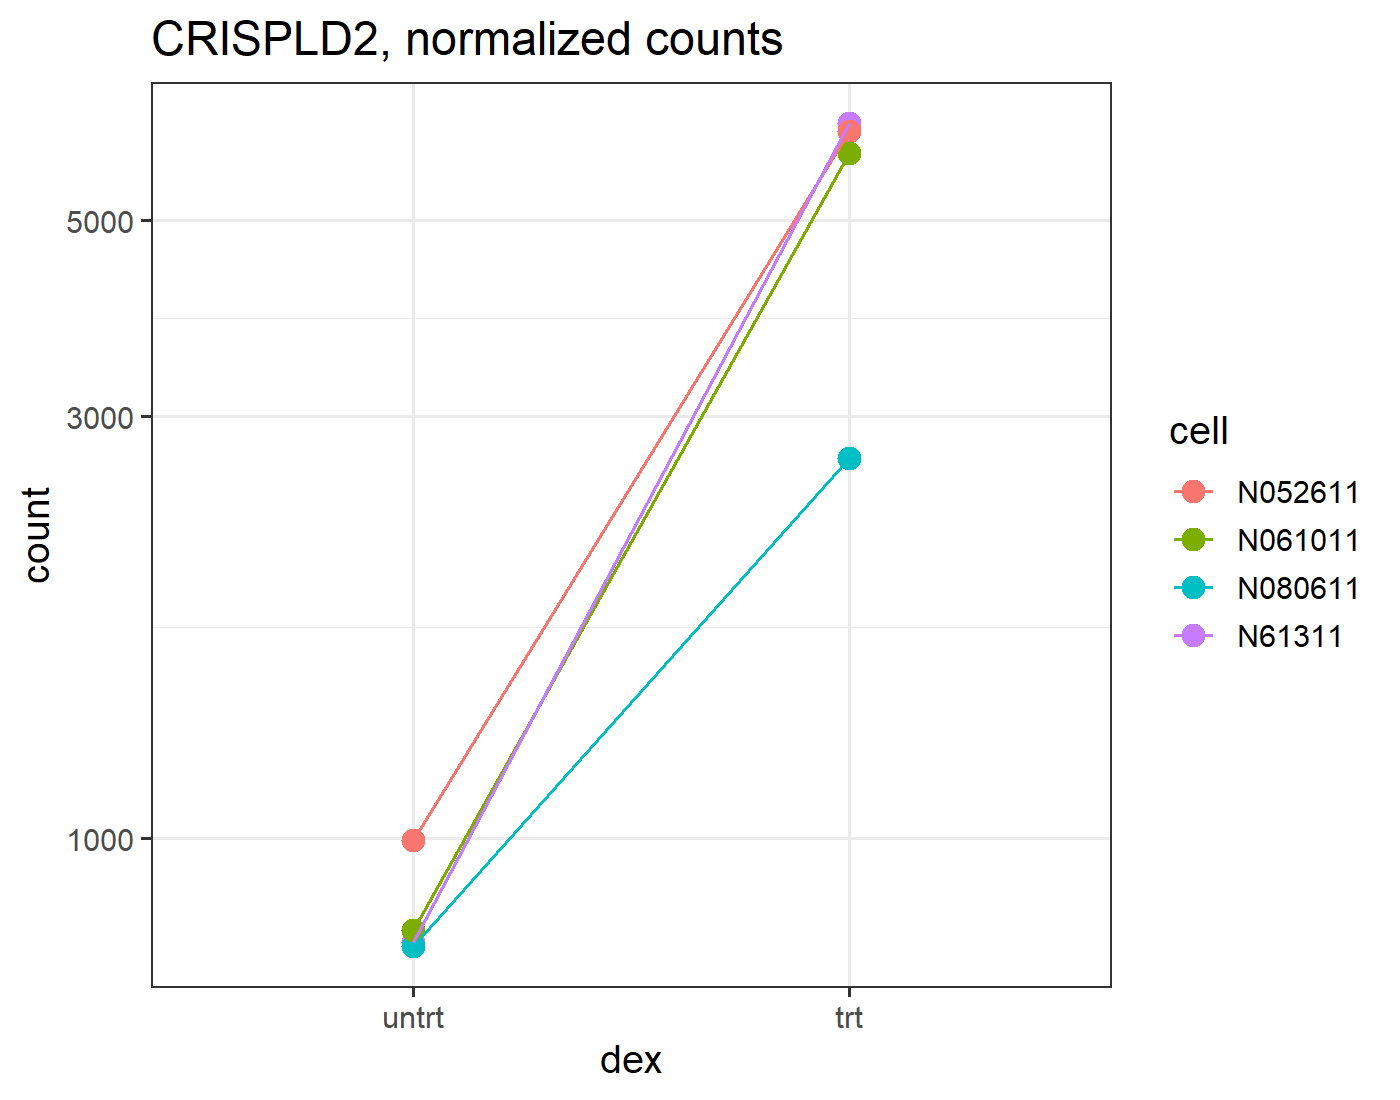 CRISPLD2, normalized counts
5000
3000
1000
count
untrt
trt
dex
cell
N052611
N061011
N080611
N61311